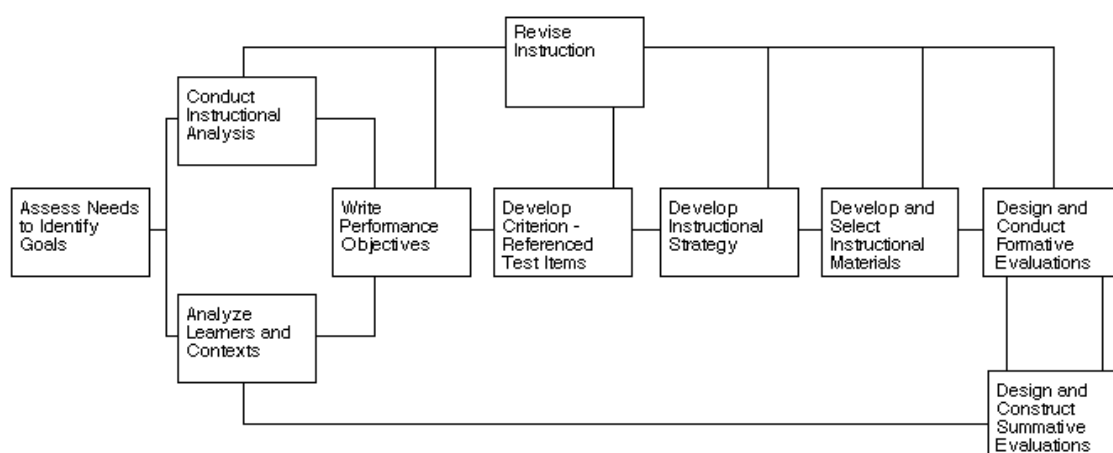 Revise
Instruction
Conduct
Instructional
Analysis
Assess Needs
to Identify
Goals
Write
Performance
Objectives
Develop
Criterion -
Referenced
Test Items
Develop
Instructional
Strategy
Develop and
Select
Instructional
Materials
Design and
Conduct
Formative
Evaluations
Analyze
Learners and
Contexts
Design and
Construct
Summative
Evaluations